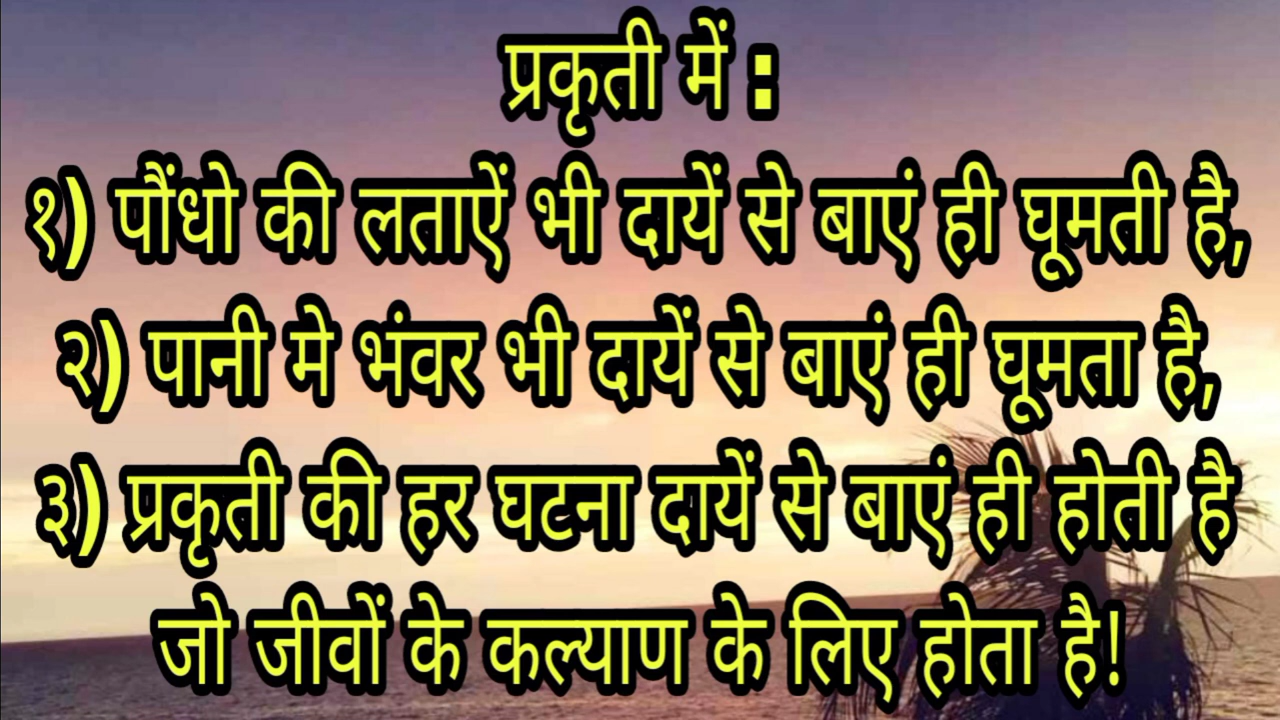 प्रकृती में :
१) पौंधो की लताऐं भी दायें से बाएं ही घूमती है,
२) पानी मे भंवर भी दायें से बाएं ही घूमता है,
३) प्रकृती की हर घटना दायें से बाएं ही होती है
जो जीवों के कल्याण के लिए होता है!